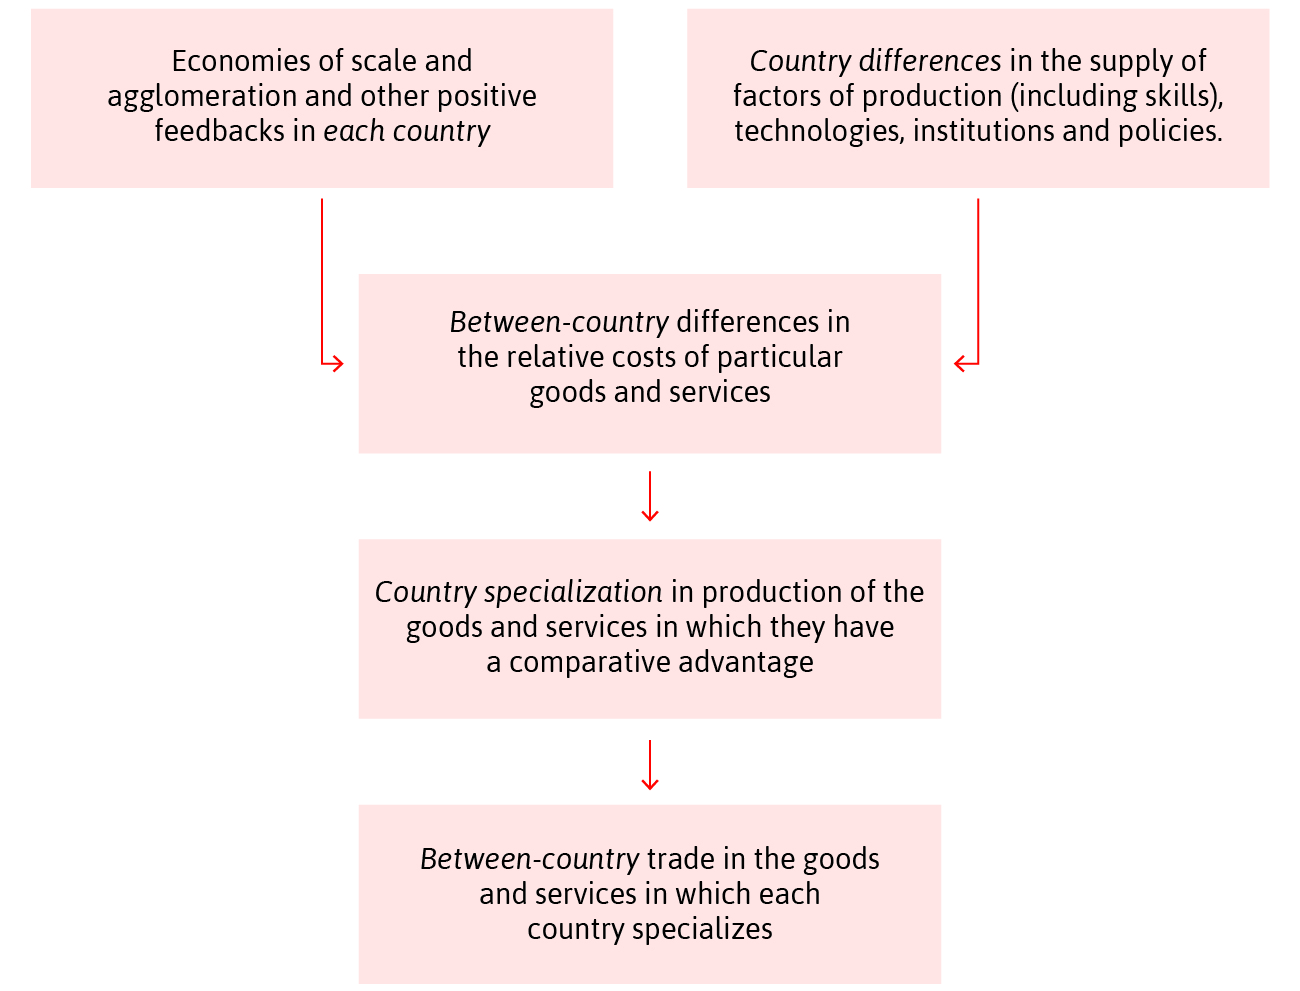 Economies of scale and
agglomeration and other positive
feedbacks in each country
Country differences in the supply of
factors of production (including skills),
technologies, institutions and policies.
Between-country differences in
the relative costs of particular
goods and services
Country specialization in production of the
goods and services in which they have
a comparative advantage
Between-country trade in the goods
and services in which each
country specializes